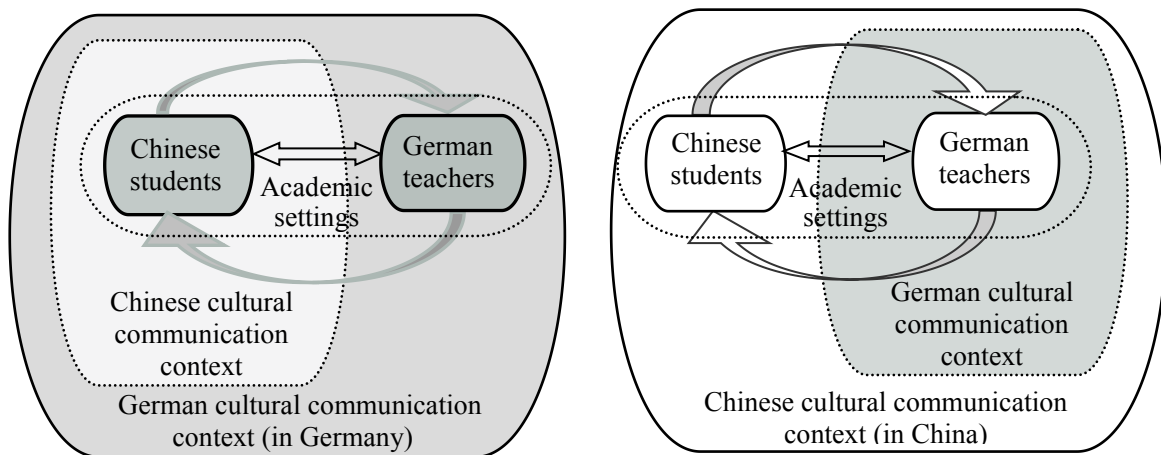 Chinese
students
German
teachers
Academic
settings
Chinese cultural
communication
context
German cultural communication
context (in Germany)
Chinese
students
German
teachers
Academic
settings
German cultural
communication
context
Chinese cultural communication
context (in China)